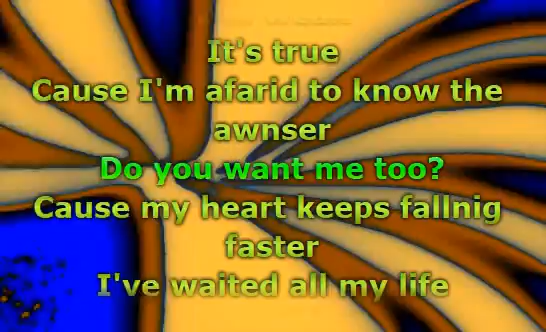 It's true
Cause I'm afarid to know the
awnser
Do you want me too?
Cause my heart keeps fallnig
faster
I've waited all my life